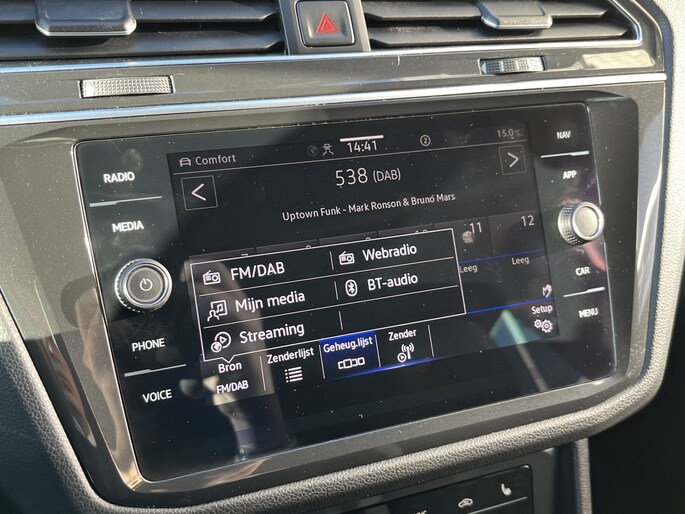 RADIO
MEDIA
PHONE
VOICE
NAV
APP
CAR
MENU
Comfort
14:41
2
15.0°C
538 (DAB)
Uptown Funk - Mark Ronson & Bruno Mars
11
12
Leeg
Leeg
FM/DAB
Webradio
Mijn media
BT-audio
Streaming
Bron
FM/DAB
Zenderlijst
Geheug.lijst
Zender
Setup